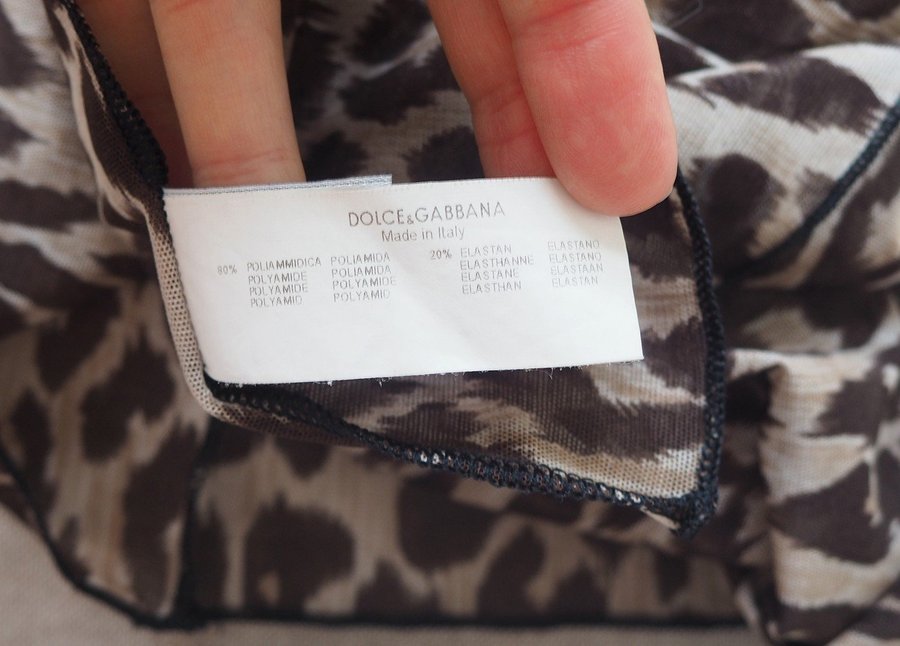 DOLCE&GABBANA
Made in Italy
80% POLIAMMIDICA POLIAMIDA 20% ELASTAN ELASTANO
POLYAMIDE POLIAMIDA ELASTHANNE ELASTANO
POLYAMIDE POLYAMIDE ELASTANE ELASTAAN
POLYAMID POLYAMID ELASTHAN ELASTAN